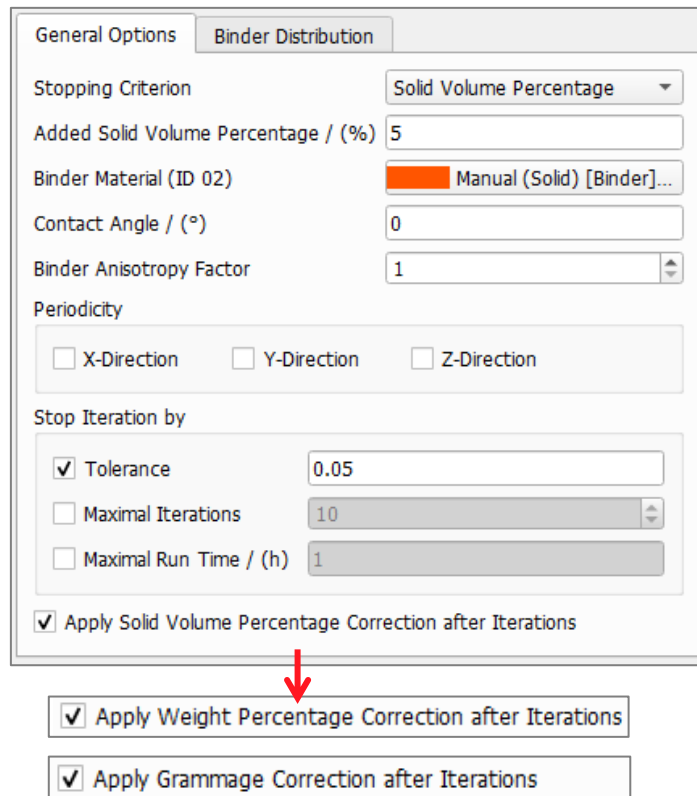 General Options Binder Distribution
Stopping Criterion Solid Volume Percentage
Added Solid Volume Percentage / (%) 5
Binder Material (ID 02) Manual (Solid) [Binder]...
Contact Angle / (°) 0
Binder Anisotropy Factor 1
Periodicity
X-Direction Y-Direction Z-Direction
Stop Iteration by
Tolerance 0.05
Maximal Iterations 10
Maximal Run Time / (h) 1
Apply Solid Volume Percentage Correction after Iterations
Apply Weight Percentage Correction after Iterations
Apply Grammage Correction after Iterations